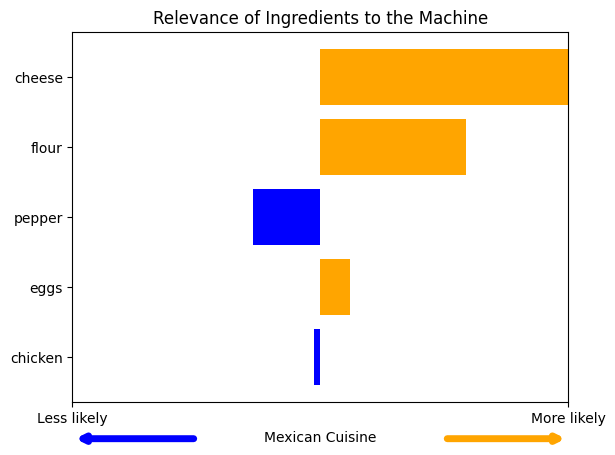 Relevance of Ingredients to the Machine
cheese
flour
pepper
eggs
chicken
Less likely
More likely
Mexican Cuisine